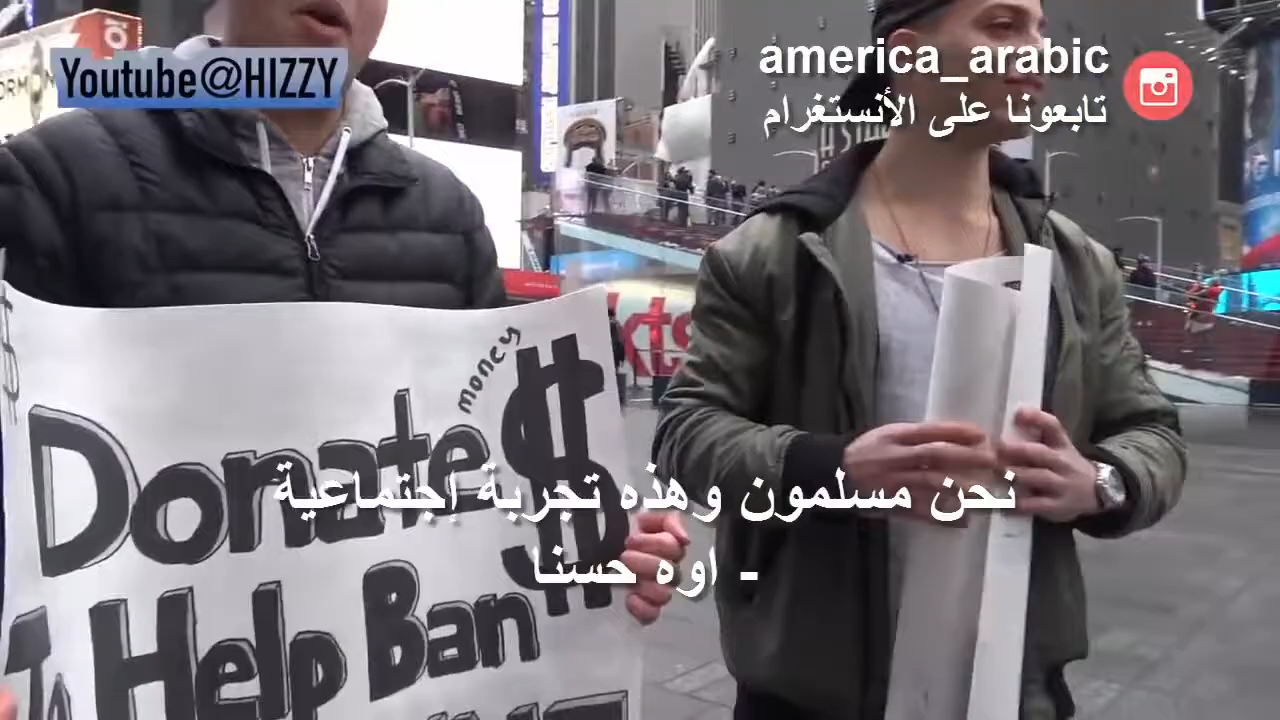 Youtube@HIZZY
america_arabic
تابعونا على الأنستغرام
money
Donate $
To Help Ban
نحن مسلمون وهذه تجربة إجتماعية
- اوه حسنا